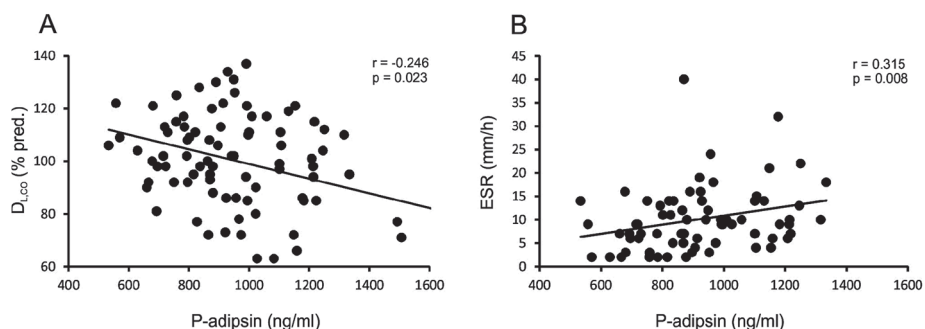 A
r = -0.246
p = 0.023
140
120
100
80
60
D_L,CO (% pred.)
400 600 800 1000 1200 1400 1600
P-adipsin (ng/ml)
B
r = 0.315
p = 0.008
45
40
35
30
25
20
15
10
5
0
ESR (mm/h)
400 600 800 1000 1200 1400 1600
P-adipsin (ng/ml)